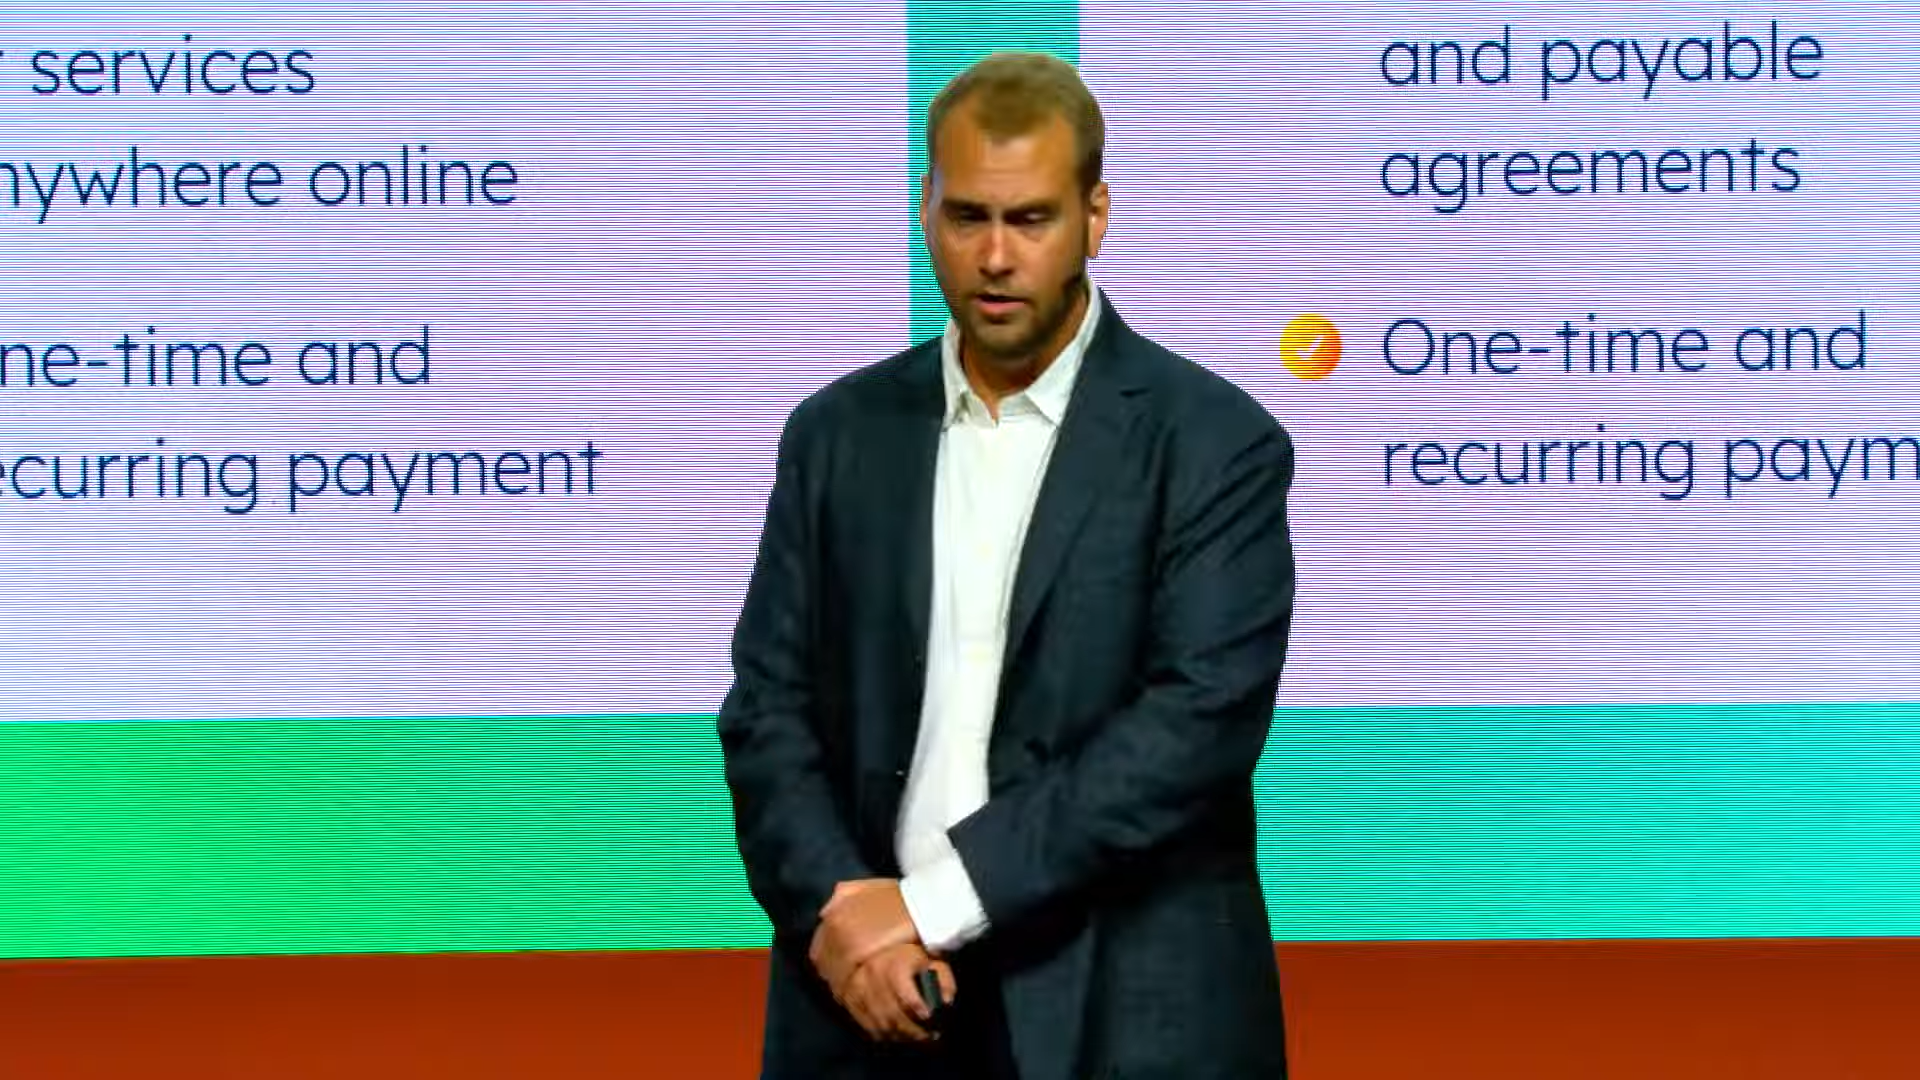 services
nywhere online
ne-time and
ecurring payment
and payable
agreements
One-time and
recurring paym